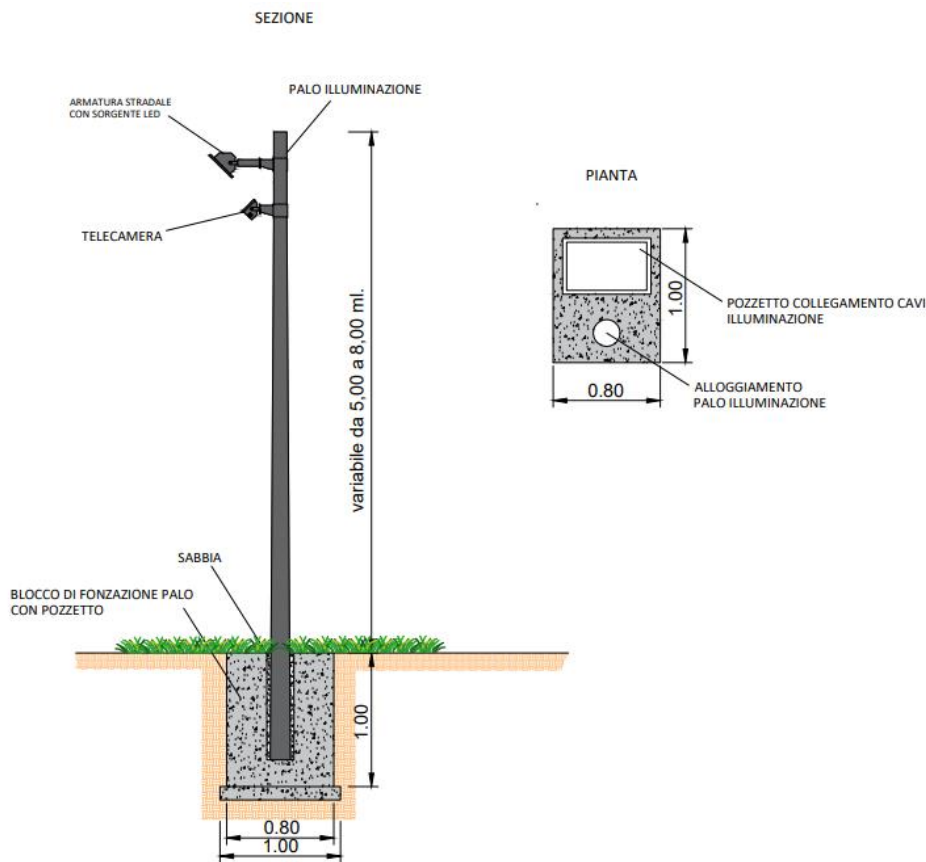 SEZIONE
ARMATURA STRADALE
CON SORGENTE LED
PALO ILLUMINAZIONE
TELECAMERA
variabile da 5,00 a 8,00 ml.
SABBIA
BLOCCO DI FONZAZIONE PALO
CON POZZETTO
1.00
0.80
1.00
PIANTA
POZZETTO COLLEGAMENTO CAVI
ILLUMINAZIONE
1.00
ALLOGGIAMENTO
PALO ILLUMINAZIONE
0.80